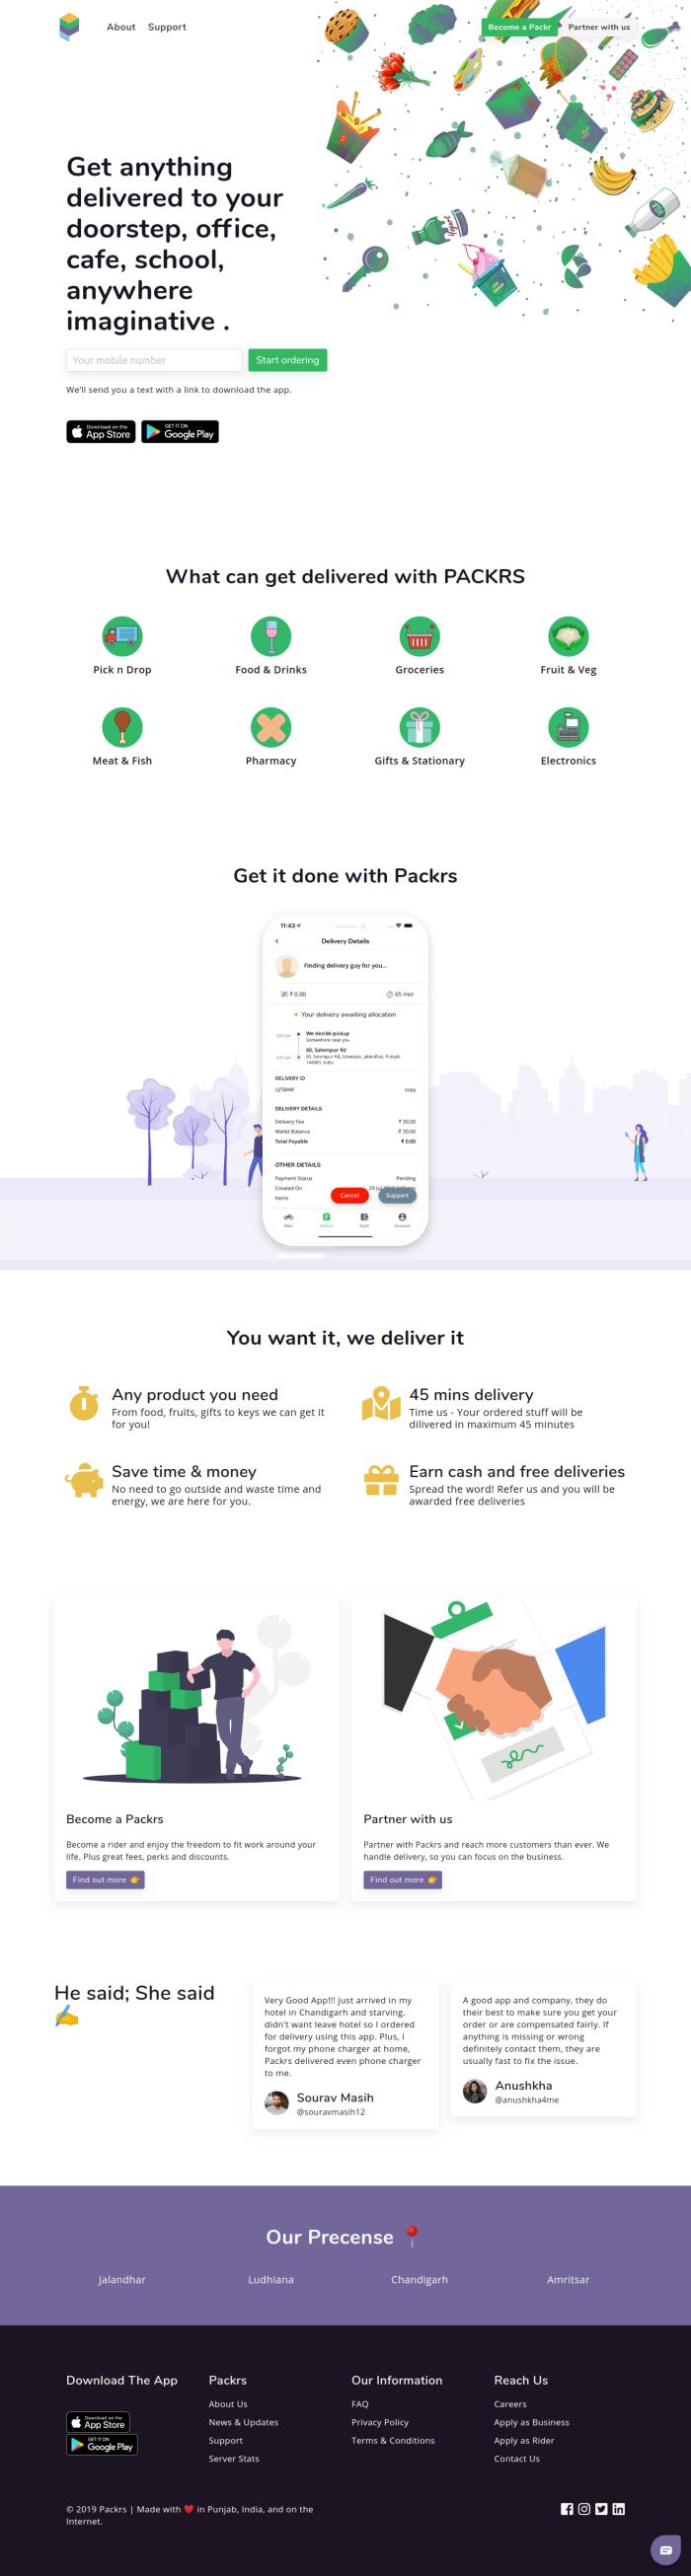 About Support
Become a Packr
Partner with us
Get anything
delivered to your
doorstep, office,
cafe, school,
anywhere
imaginative .
Your mobile number
Start ordering
We'll send you a text with a link to download the app.
Download on the
App Store
GET IT ON
Google Play
What can get delivered with PACKRS
Pick n Drop
Food & Drinks
Groceries
Fruit & Veg
Meat & Fish
Pharmacy
Gifts & Stationary
Electronics
Get it done with Packrs
11:43
Delivery Details
Finding delivery guy for you...
₹ 0.00
65 min
Your delivery awaiting allocation
We decide pickup
Somewhere near you
60, Salempur Rd
60, Salempur Rd, Salempur, Jalandhar, Punjab
144001, India
DELIVERY ID
UJTBAW
copy
DELIVERY DETAILS
Delivery Fee
₹ 30.00
Wallet Balance
-₹ 30.00
Total Payable
₹ 0.00
OTHER DETAILS
Payment Status
Pending
Created On
Items
Cancel
Support
New
Account
You want it, we deliver it
Any product you need
From food, fruits, gifts to keys we can get it
for you!
45 mins delivery
Time us - Your ordered stuff will be
dilivered in maximum 45 minutes
Save time & money
No need to go outside and waste time and
energy, we are here for you.
Earn cash and free deliveries
Spread the word! Refer us and you will be
awarded free deliveries
Become a Packrs
Become a rider and enjoy the freedom to fit work around your
life. Plus great fees, perks and discounts.
Find out more 👉
Partner with us
Partner with Packrs and reach more customers than ever. We
handle delivery, so you can focus on the business.
Find out more 👉
He said; She said
✍️
Very Good App!!! just arrived in my
hotel in Chandigarh and starving.
didn't want leave hotel so I ordered
for delivery using this app. Plus, I
forgot my phone charger at home,
Packrs delivered even phone charger
to me.
Sourav Masih
@souravmasih12
A good app and company, they do
their best to make sure you get your
order or are compensated fairly. If
anything is missing or wrong
definitely contact them, they are
usually fast to fix the issue.
Anushkha
@anushkha4me
Our Precense 📍
Jalandhar
Ludhiana
Chandigarh
Amritsar
Download The App
Download on the
App Store
GET IT ON
Google Play
Packrs
About Us
News & Updates
Support
Server Stats
Our Information
FAQ
Privacy Policy
Terms & Conditions
Reach Us
Careers
Apply as Business
Apply as Rider
Contact Us
© 2019 Packrs | Made with ❤️ in Punjab, India, and on the
Internet.